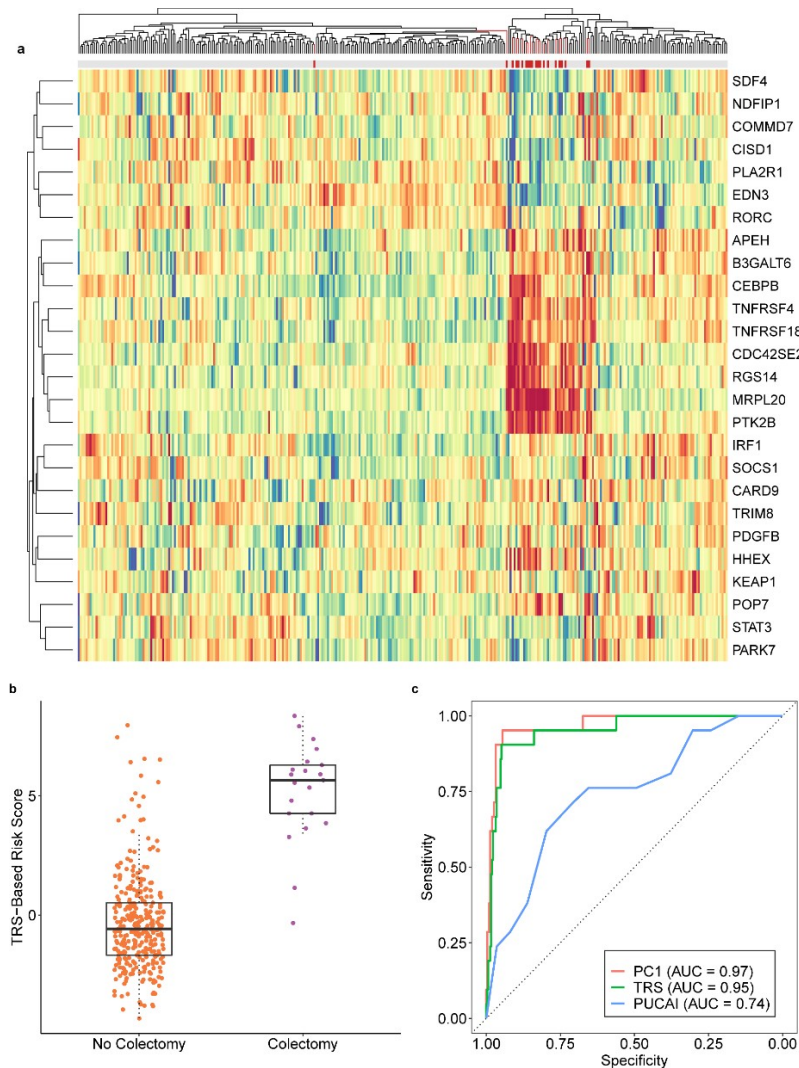 a
SDF4
NDFIP1
COMMD7
CISD1
PLA2R1
EDN3
RORC
APEH
B3GALT6
CEBPB
TNFRSF4
TNFRSF18
CDC42SE2
RGS14
MRPL20
PTK2B
IRF1
SOCS1
CARD9
TRIM8
PDGFB
HHEX
KEAP1
POP7
STAT3
PARK7
b
TRS-Based Risk Score
5
0
No Colectomy
Colectomy
c
Sensitivity
1.00
0.75
0.50
0.25
0.00
PC1 (AUC = 0.97)
TRS (AUC = 0.95)
PUCAI (AUC = 0.74)
1.00 0.75 0.50 0.25 0.00
Specificity